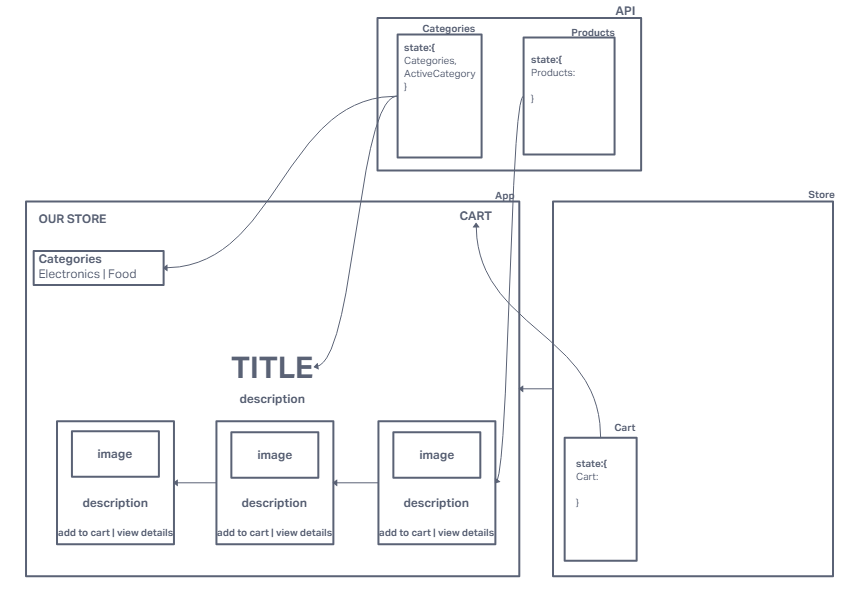 API
Categories
state:{
Categories,
ActiveCategory
}
Products
state:{
Products:
}
App
OUR STORE
CART
Categories
Electronics | Food
TITLE
description
image
description
add to cart | view details
image
description
add to cart | view details
image
description
add to cart | view details
Store
Cart
state:{
Cart:
}